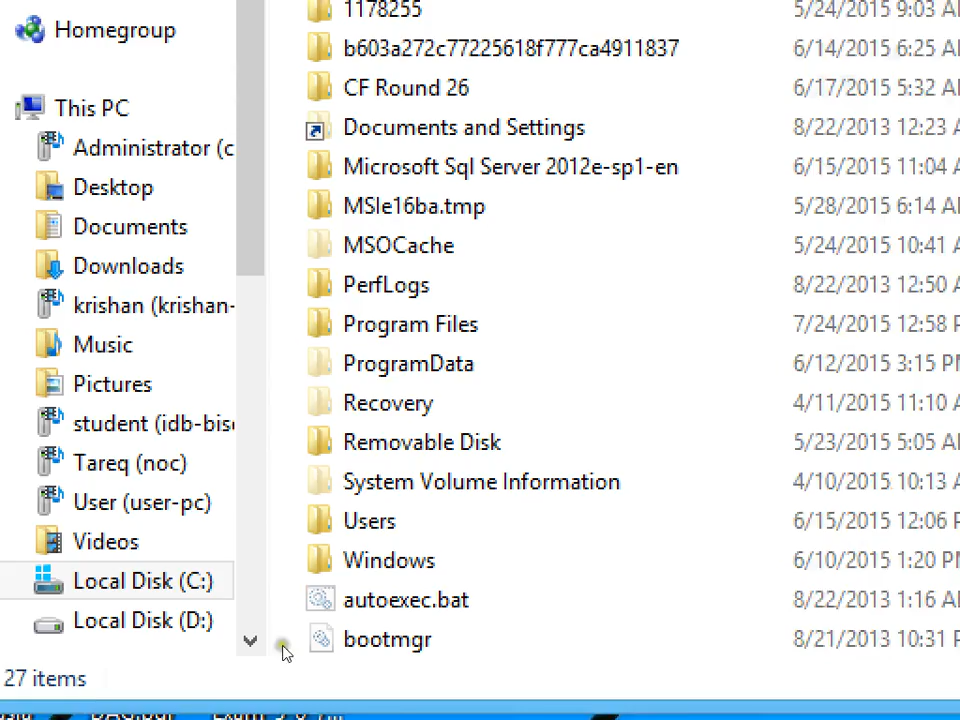 Homegroup
This PC
Administrator (c
Desktop
Documents
Downloads
krishan (krishan-
Music
Pictures
student (idb-bis
Tareq (noc)
User (user-pc)
Videos
Local Disk (C:)
Local Disk (D:)
1178255 5/24/2015 9:03 A
b603a272c77225618f777ca4911837 6/14/2015 6:25 A
CF Round 26 6/17/2015 5:32 A
Documents and Settings 8/22/2013 12:23 A
Microsoft Sql Server 2012e-sp1-en 6/15/2015 11:04 A
MSIe16ba.tmp 5/28/2015 6:14 A
MSOCache 5/24/2015 10:41 A
PerfLogs 8/22/2013 12:50 A
Program Files 7/24/2015 12:58 P
ProgramData 6/12/2015 3:15 PM
Recovery 4/11/2015 11:10 A
Removable Disk 5/23/2015 5:05 A
System Volume Information 4/10/2015 10:13 A
Users 6/15/2015 12:06 P
Windows 6/10/2015 1:20 PM
autoexec.bat 8/22/2013 1:16 A
bootmgr 8/21/2013 10:31 P
27 items